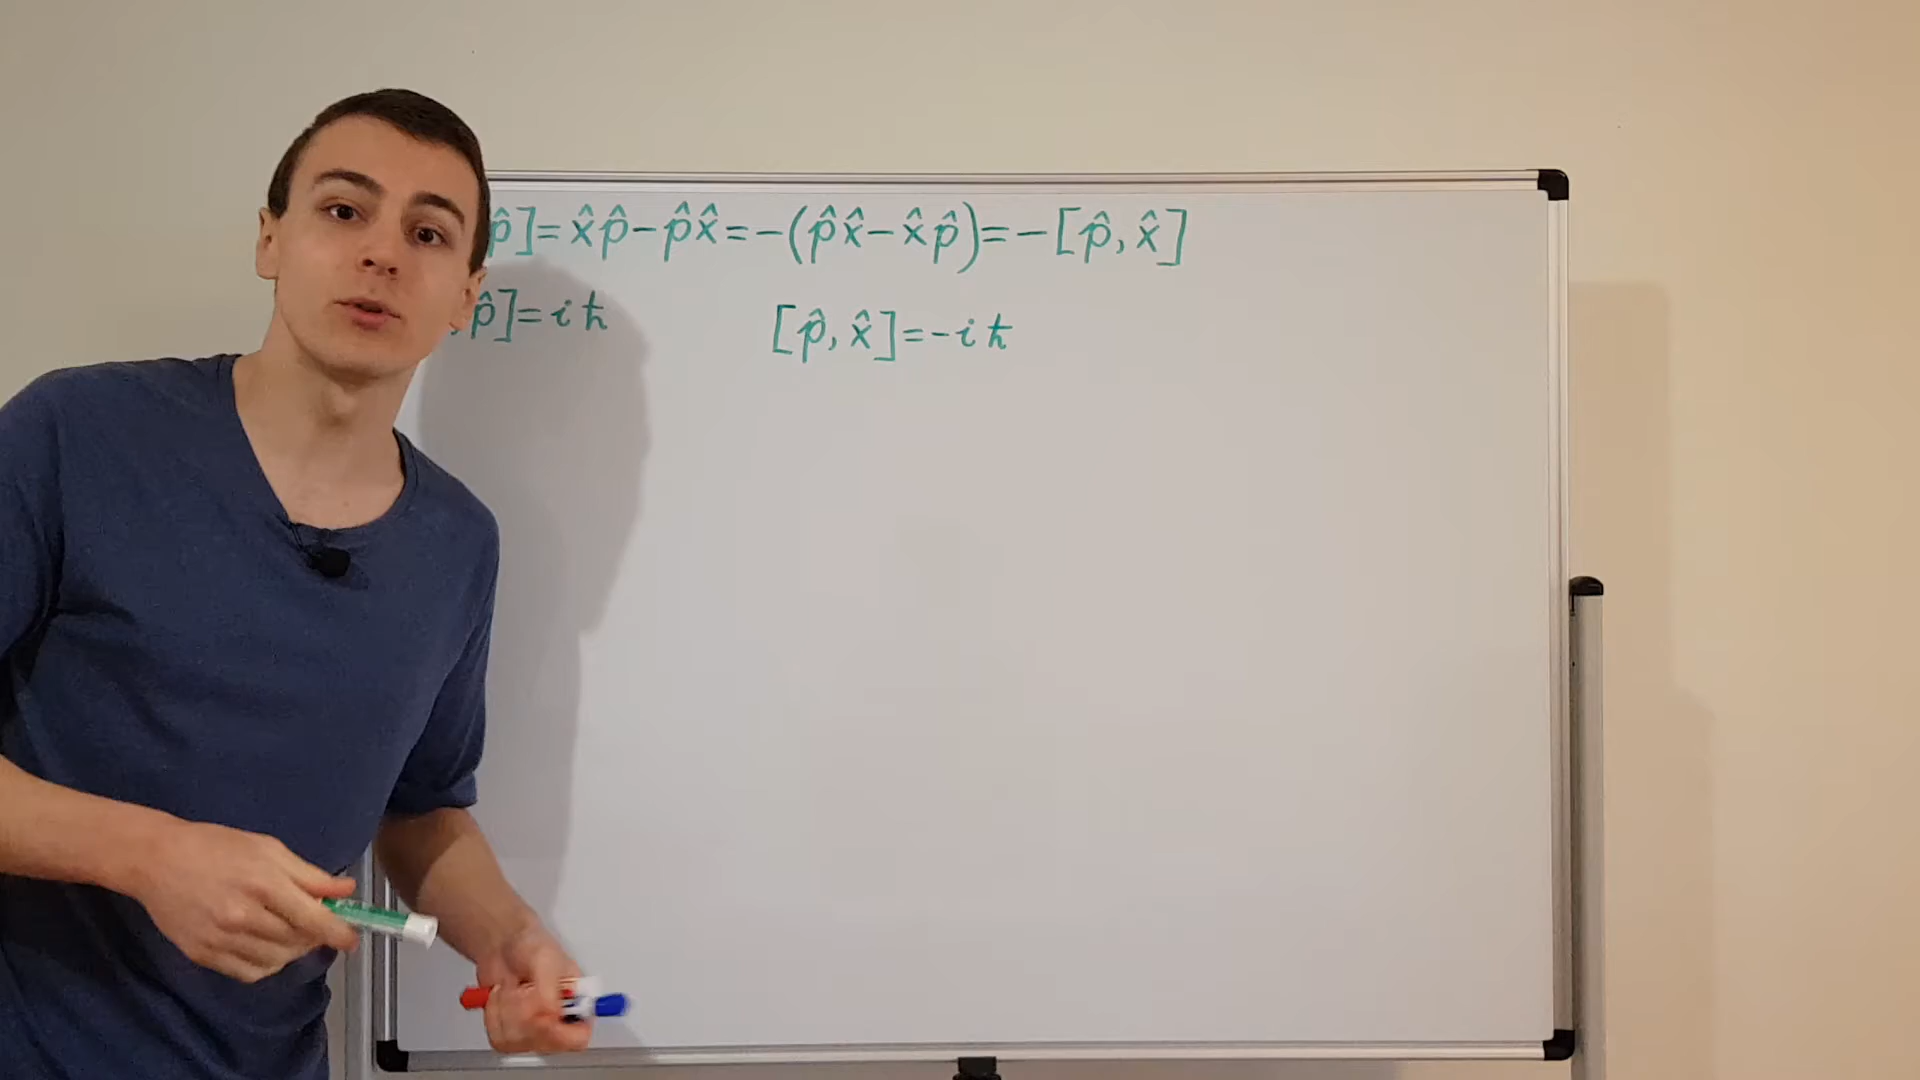 p̂]=x̂p̂-p̂x̂=-(p̂x̂-x̂p̂)=-[p̂,x̂]
,p̂]=iħ [p̂,x̂]=-iħ